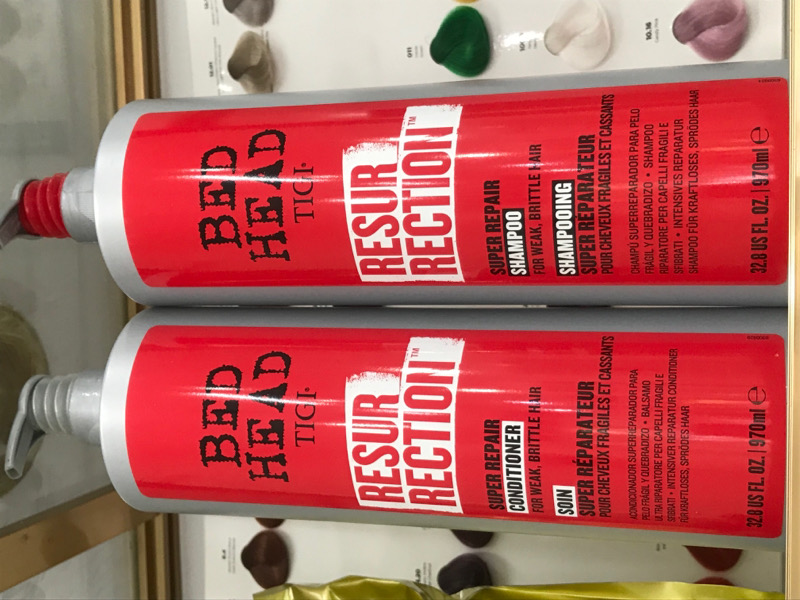 BED
HEAD
TIGI®
RESUR
RECTION™
SUPER REPAIR
CONDITIONER
FOR WEAK, BRITTLE HAIR
SOIN
SUPER RÉPARATEUR
POUR CHEVEUX FRAGILES ET CASSANTS
ACONDICIONADOR SUPERREPARADOR PARA
PELO FRÁGIL Y QUEBRADIZO • BALSAMO
ULTRA RIPARATORE PER CAPELLI FRAGILI E
SFIBRATI • INTENSIVER REPARATUR CONDITIONER
FÜR KRAFTLOSES, SPRÖDES HAAR
32.8 US FL. OZ. | 970ml ℮
BED
HEAD
TIGI®
RESUR
RECTION™
SUPER REPAIR
SHAMPOO
FOR WEAK, BRITTLE HAIR
SHAMPOOING
SUPER RÉPARATEUR
POUR CHEVEUX FRAGILES ET CASSANTS
CHAMPÚ SUPERREPARADOR PARA PELO
FRÁGIL Y QUEBRADIZO • SHAMPOO
RIPARATORE PER CAPELLI FRAGILI E
SFIBRATI • INTENSIVES REPARATUR
SHAMPOO FÜR KRAFTLOSES, SPRÖDES HAAR
32.8 US FL. OZ. | 970ml ℮
011
10.16